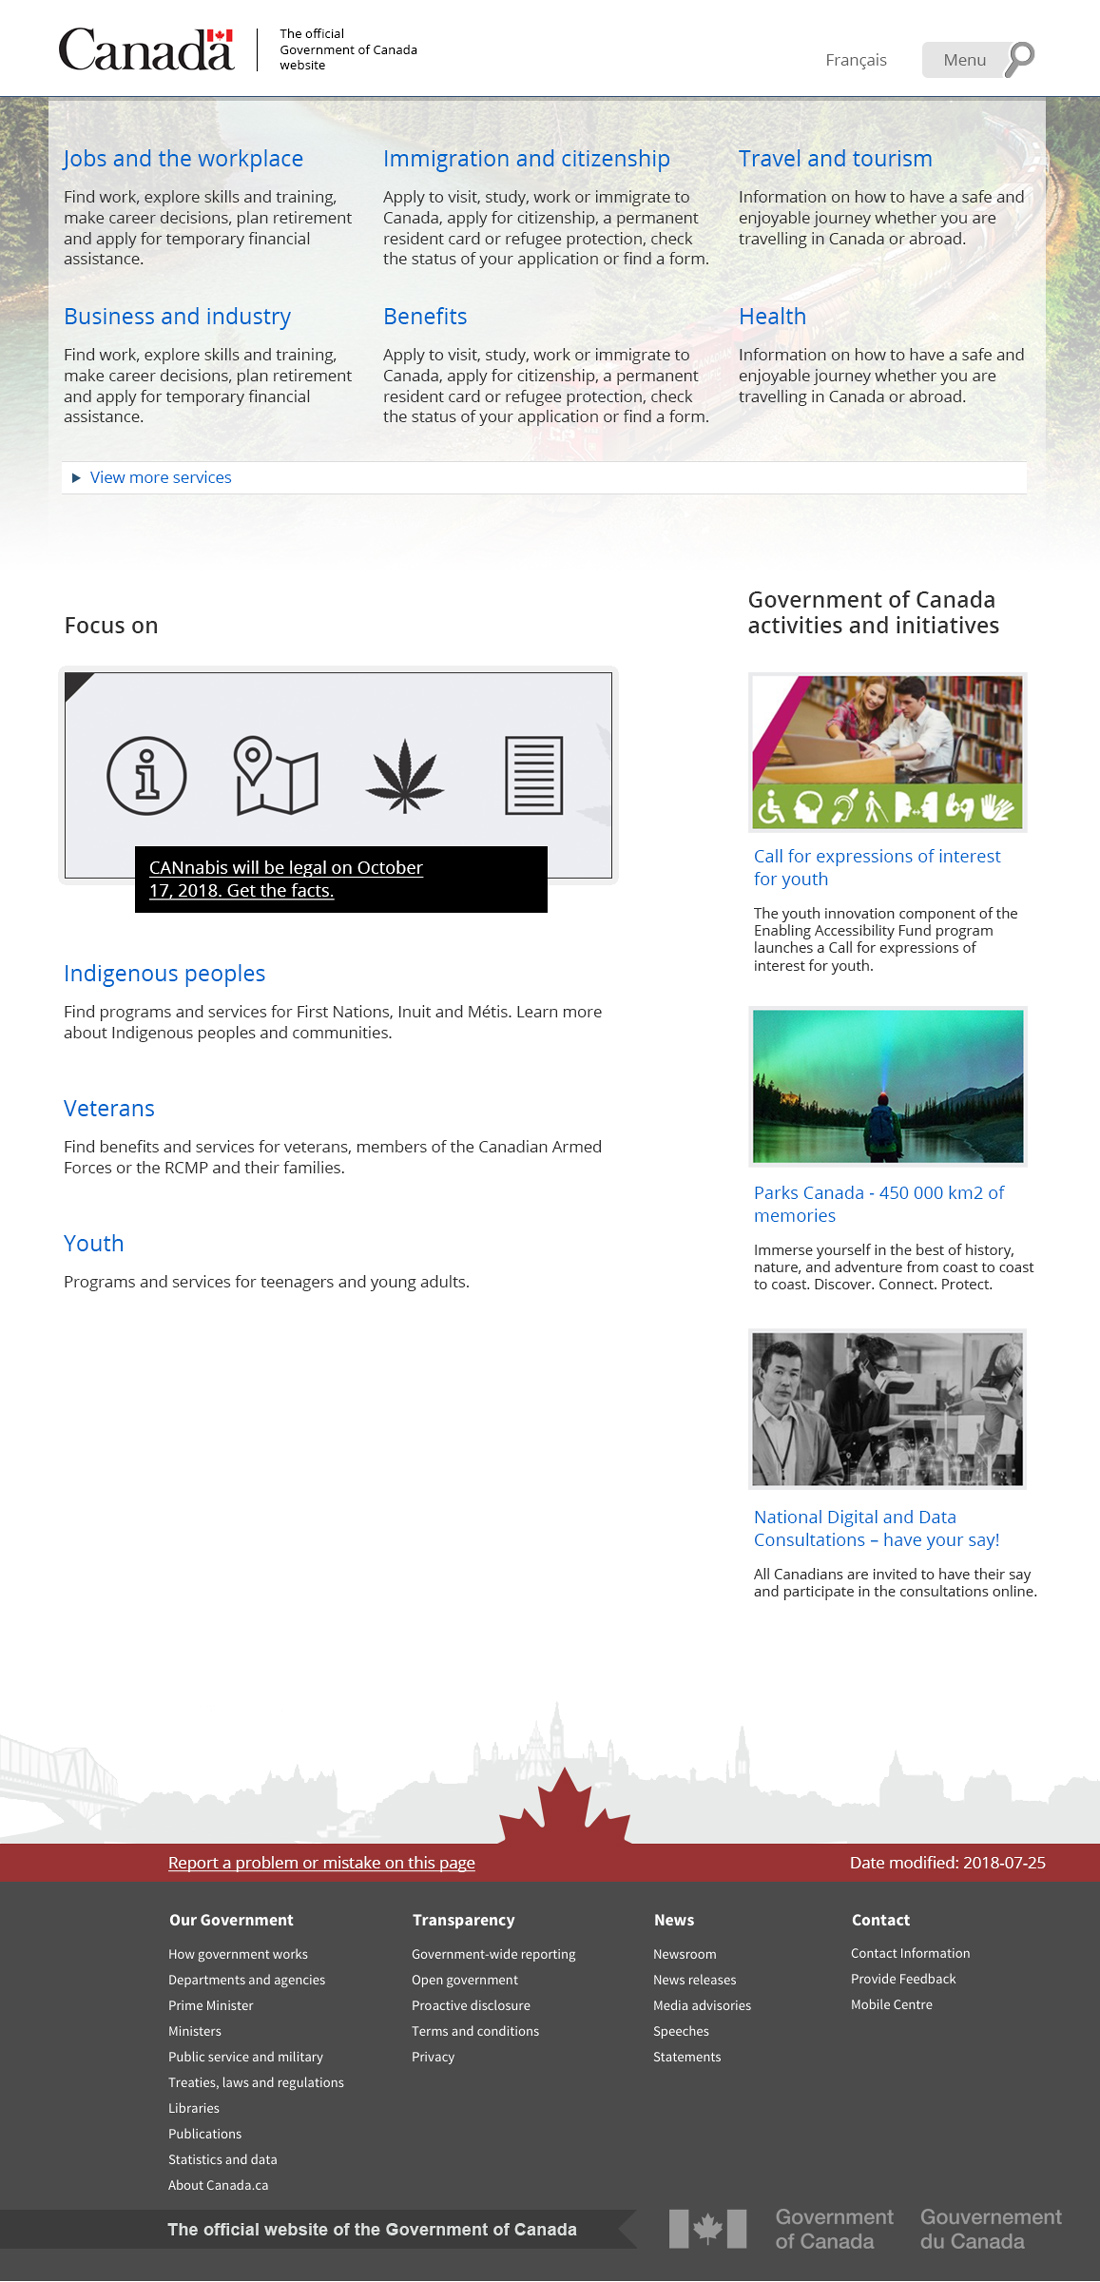 Canada
The official
Government of Canada
website
Français
Menu
Jobs and the workplace
Find work, explore skills and training,
make career decisions, plan retirement
and apply for temporary financial
assistance.
Immigration and citizenship
Apply to visit, study, work or immigrate to
Canada, apply for citizenship, a permanent
resident card or refugee protection, check
the status of your application or find a form.
Travel and tourism
Information on how to have a safe and
enjoyable journey whether you are
travelling in Canada or abroad.
Business and industry
Find work, explore skills and training,
make career decisions, plan retirement
and apply for temporary financial
assistance.
Benefits
Apply to visit, study, work or immigrate to
Canada, apply for citizenship, a permanent
resident card or refugee protection, check
the status of your application or find a form.
Health
Information on how to have a safe and
enjoyable journey whether you are
travelling in Canada or abroad.
View more services
Focus on
CANnabis will be legal on October
17, 2018. Get the facts.
Indigenous peoples
Find programs and services for First Nations, Inuit and Métis. Learn more
about Indigenous peoples and communities.
Veterans
Find benefits and services for veterans, members of the Canadian Armed
Forces or the RCMP and their families.
Youth
Programs and services for teenagers and young adults.
Government of Canada
activities and initiatives
Call for expressions of interest
for youth
The youth innovation component of the
Enabling Accessibility Fund program
launches a Call for expressions of
interest for youth.
Parks Canada - 450 000 km2 of
memories
Immerse yourself in the best of history,
nature, and adventure from coast to coast
to coast. Discover. Connect. Protect.
National Digital and Data
Consultations – have your say!
All Canadians are invited to have their say
and participate in the consultations online.
Report a problem or mistake on this page
Date modified: 2018-07-25
Our Government
How government works
Departments and agencies
Prime Minister
Ministers
Public service and military
Treaties, laws and regulations
Libraries
Publications
Statistics and data
About Canada.ca
Transparency
Government-wide reporting
Open government
Proactive disclosure
Terms and conditions
Privacy
News
Newsroom
News releases
Media advisories
Speeches
Statements
Contact
Contact Information
Provide Feedback
Mobile Centre
The official website of the Government of Canada
Government
of Canada
Gouvernement
du Canada